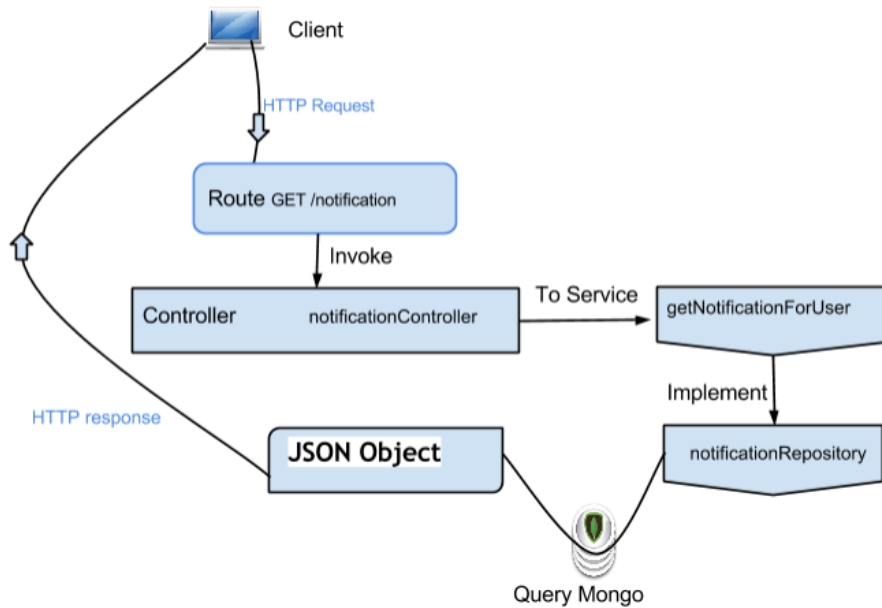 Client
HTTP Request
Route GET /notification
Invoke
Controller notificationController
To Service
getNotificationForUser
Implement
notificationRepository
HTTP response
JSON Object
Query Mongo